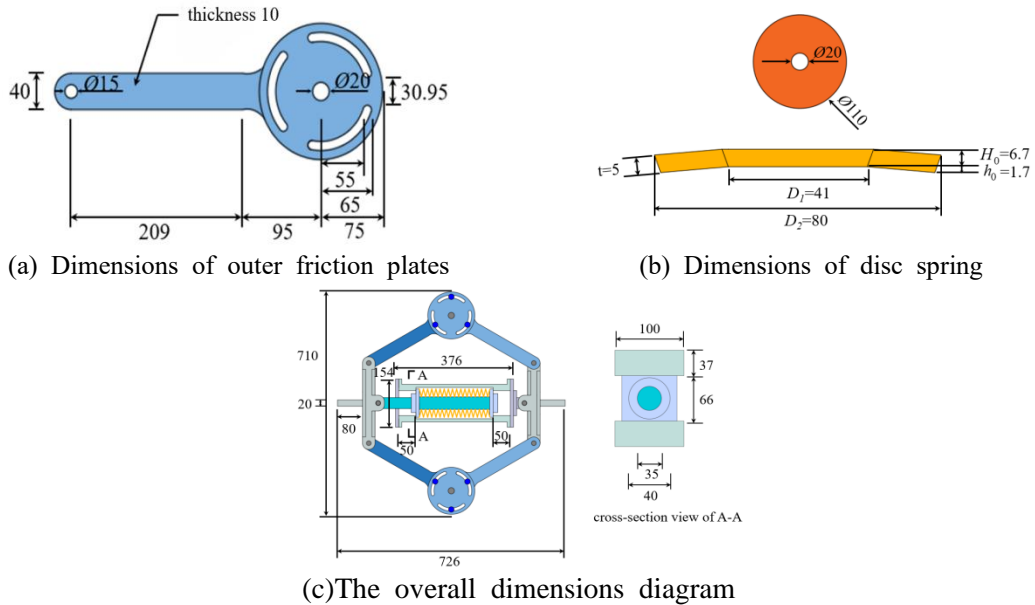 thickness 10
40
Ø15
Ø20
30.95
55
65
75
209
95
(a) Dimensions of outer friction plates
Ø20
Ø110
t=5
H0=6.7
h0=1.7
D1=41
D2=80
(b) Dimensions of disc spring
710
376
154
A
20
80
A
50
50
726
100
37
66
35
40
cross-section view of A-A
(c)The overall dimensions diagram